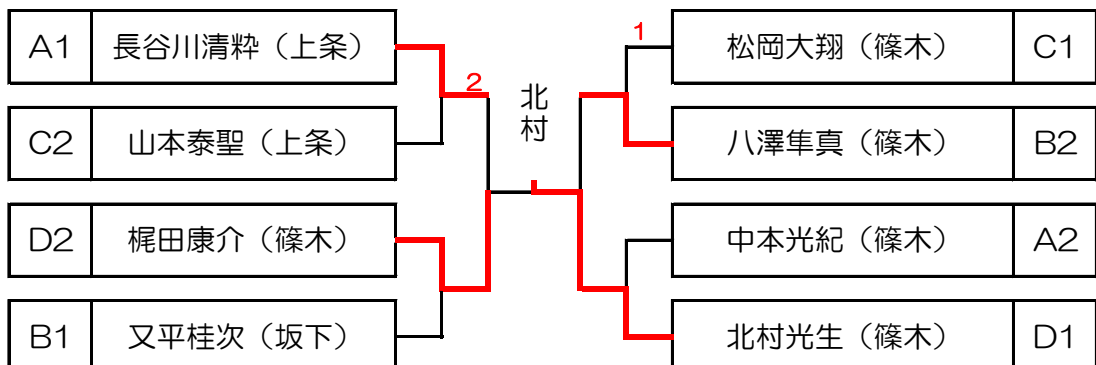 A1 長谷川清粋（上条）
C2 山本泰聖（上条）
D2 梶田康介（篠木）
B1 又平桂次（坂下）
2
北村
1
松岡大翔（篠木） C1
八澤隼真（篠木） B2
中本光紀（篠木） A2
北村光生（篠木） D1